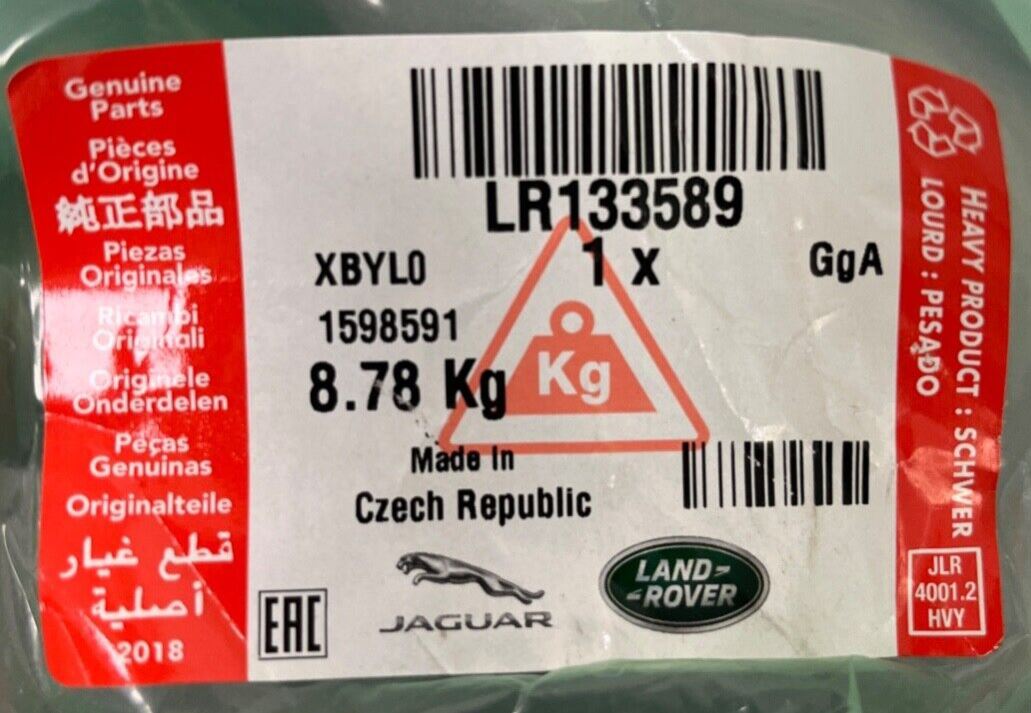 Genuine
Parts
Pièces
d'Origine
純正部品
Piezas
Originales
Ricambi
Originali
Originele
Onderdelen
Peças
Genuinas
Originalteile
قطع غيار
أصلية
2018
LR133589
1 x
XBYL0
GgA
1598591
8.78 Kg
Kg
Made In
Czech Republic
EAC
JAGUAR
LAND-
-ROVER
HEAVY PRODUCT : SCHWER
LOURD : PESADO
JLR
4001.2
HVY